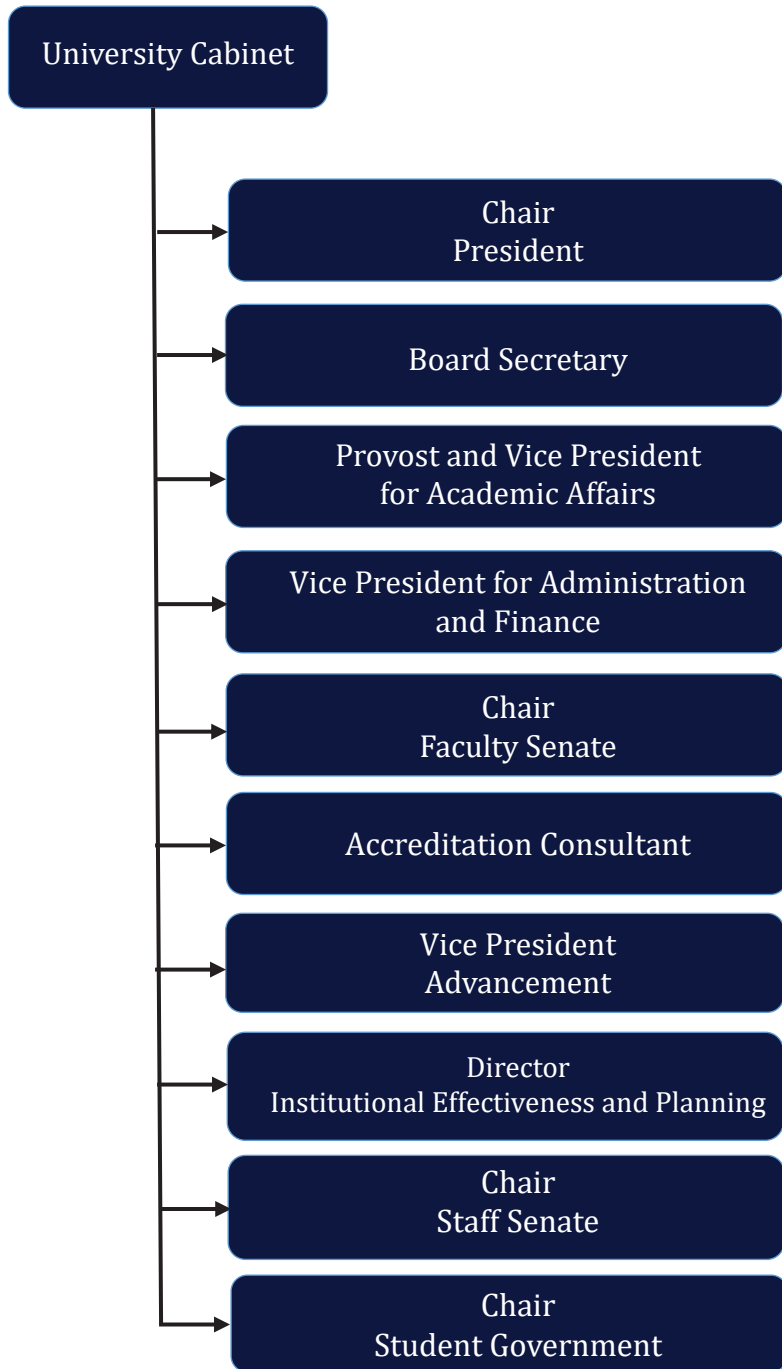 University Cabinet
Chair
President
Board Secretary
Provost and Vice President
for Academic Affairs
Vice President for Administration
and Finance
Chair
Faculty Senate
Accreditation Consultant
Vice President
Advancement
Director
Institutional Effectiveness and Planning
Chair
Staff Senate
Chair
Student Government